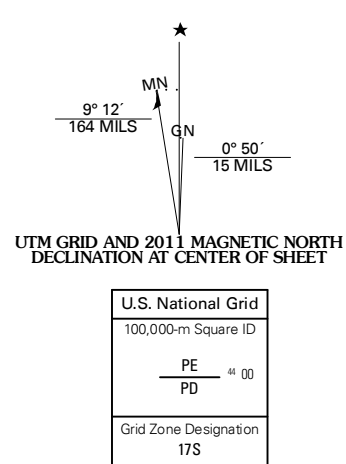 ★
MN
9° 12´
164 MILS
GN
0° 50´
15 MILS
UTM GRID AND 2011 MAGNETIC NORTH
DECLINATION AT CENTER OF SHEET
U.S. National Grid
100,000-m Square ID
PE
44 00
PD
Grid Zone Designation
17S